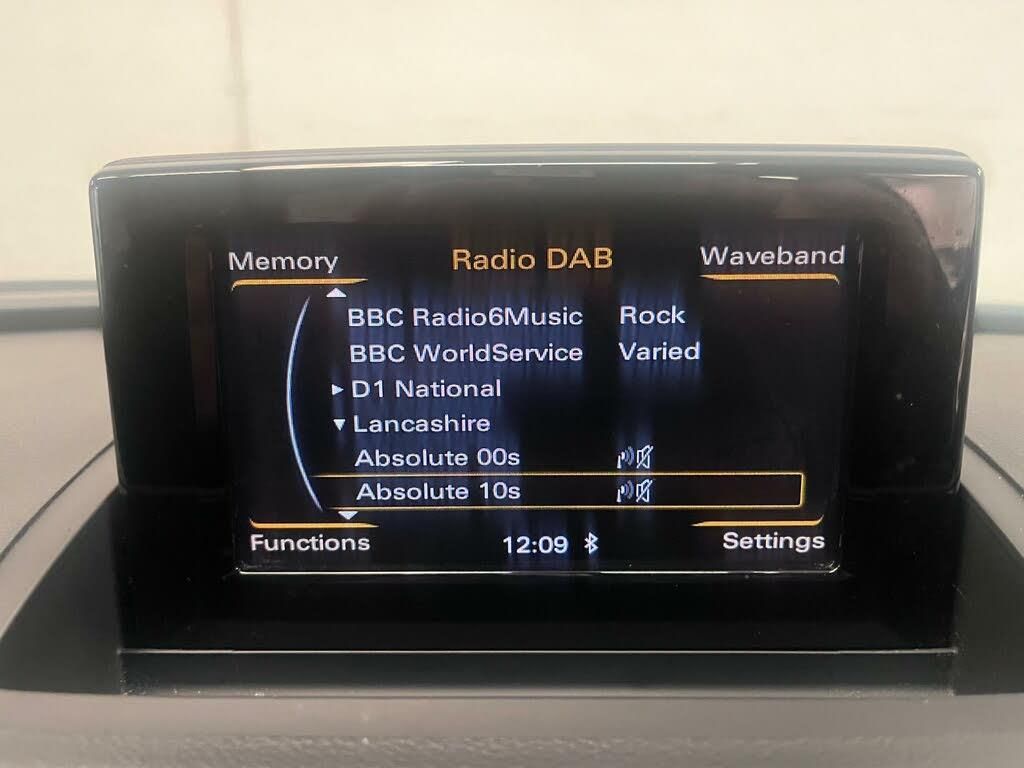 Memory Radio DAB Waveband
BBC Radio6Music Rock
BBC WorldService Varied
D1 National
Lancashire
Absolute 00s
Absolute 10s
Functions 12:09 Settings